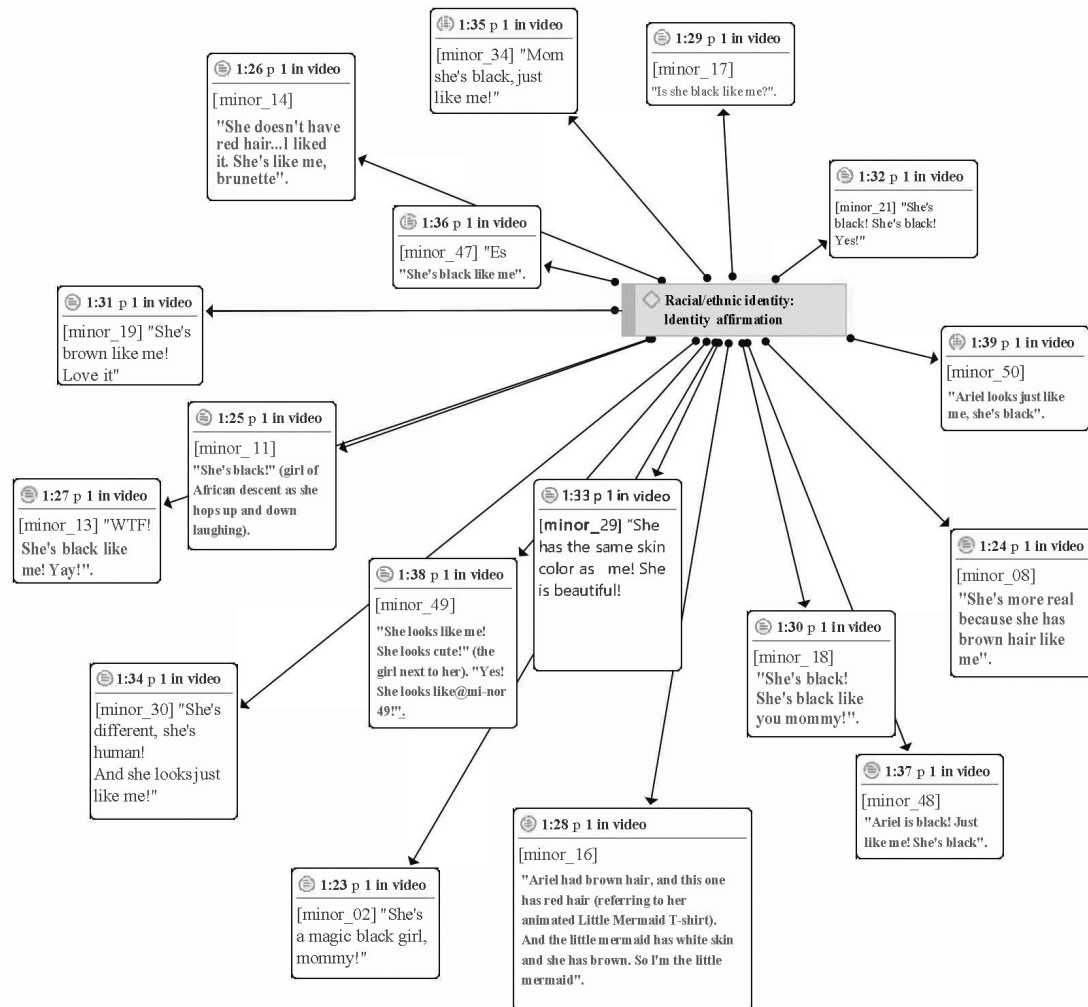 1:35 p 1 in video
[minor_34] "Mom
she's black, just
like me!"
1:29 p 1 in video
[minor_17]
"Is she black like me?".
1:26 p 1 in video
[minor_14]
"She doesn't have
red hair...I liked
it. She's like me,
brunette".
1:32 p 1 in video
[minor_21] "She's
black! She's black!
Yes!"
1:36 p 1 in video
[minor_47] "Es
"She's black like me".
Racial/ethnic identity:
Identity affirmation
1:31 p 1 in video
[minor_19] "She's
brown like me!
Love it"
1:39 p 1 in video
[minor_50]
"Ariel looks just like
me, she's black".
1:25 p 1 in video
[minor_ 11]
"She's black!" (girl of
African descent as she
hops up and down
laughing).
1:27 p 1 in video
[minor_13] "WTF!
She's black like
me! Yay!".
1:33 p 1 in video
[minor_29] "She
has the same skin
color as me! She
is beautiful!
1:24 p 1 in video
[minor_08]
"She's more real
because she has
brown hair like
me".
1:38 p 1 in video
[minor_49]
"She looks like me!
She looks cute!" (the
girl next to her). "Yes!
She looks like@mi-nor
49!".
1:30 p 1 in video
[minor_ 18]
"She's black!
She's black like
you mommy!".
1:34 p 1 in video
[minor_30] "She's
different, she's
human!
And she looks just
like me!"
1:37 p 1 in video
[minor_48]
"Ariel is black! Just
like me! She's black".
1:28 p 1 in video
[minor_16]
"Ariel had brown hair, and this one
has red hair (referring to her
animated Little Mermaid T-shirt).
And the little mermaid has white skin
and she has brown. So I'm the little
mermaid".
1:23 p 1 in video
[minor_02] "She's
a magic black girl,
mommy!"